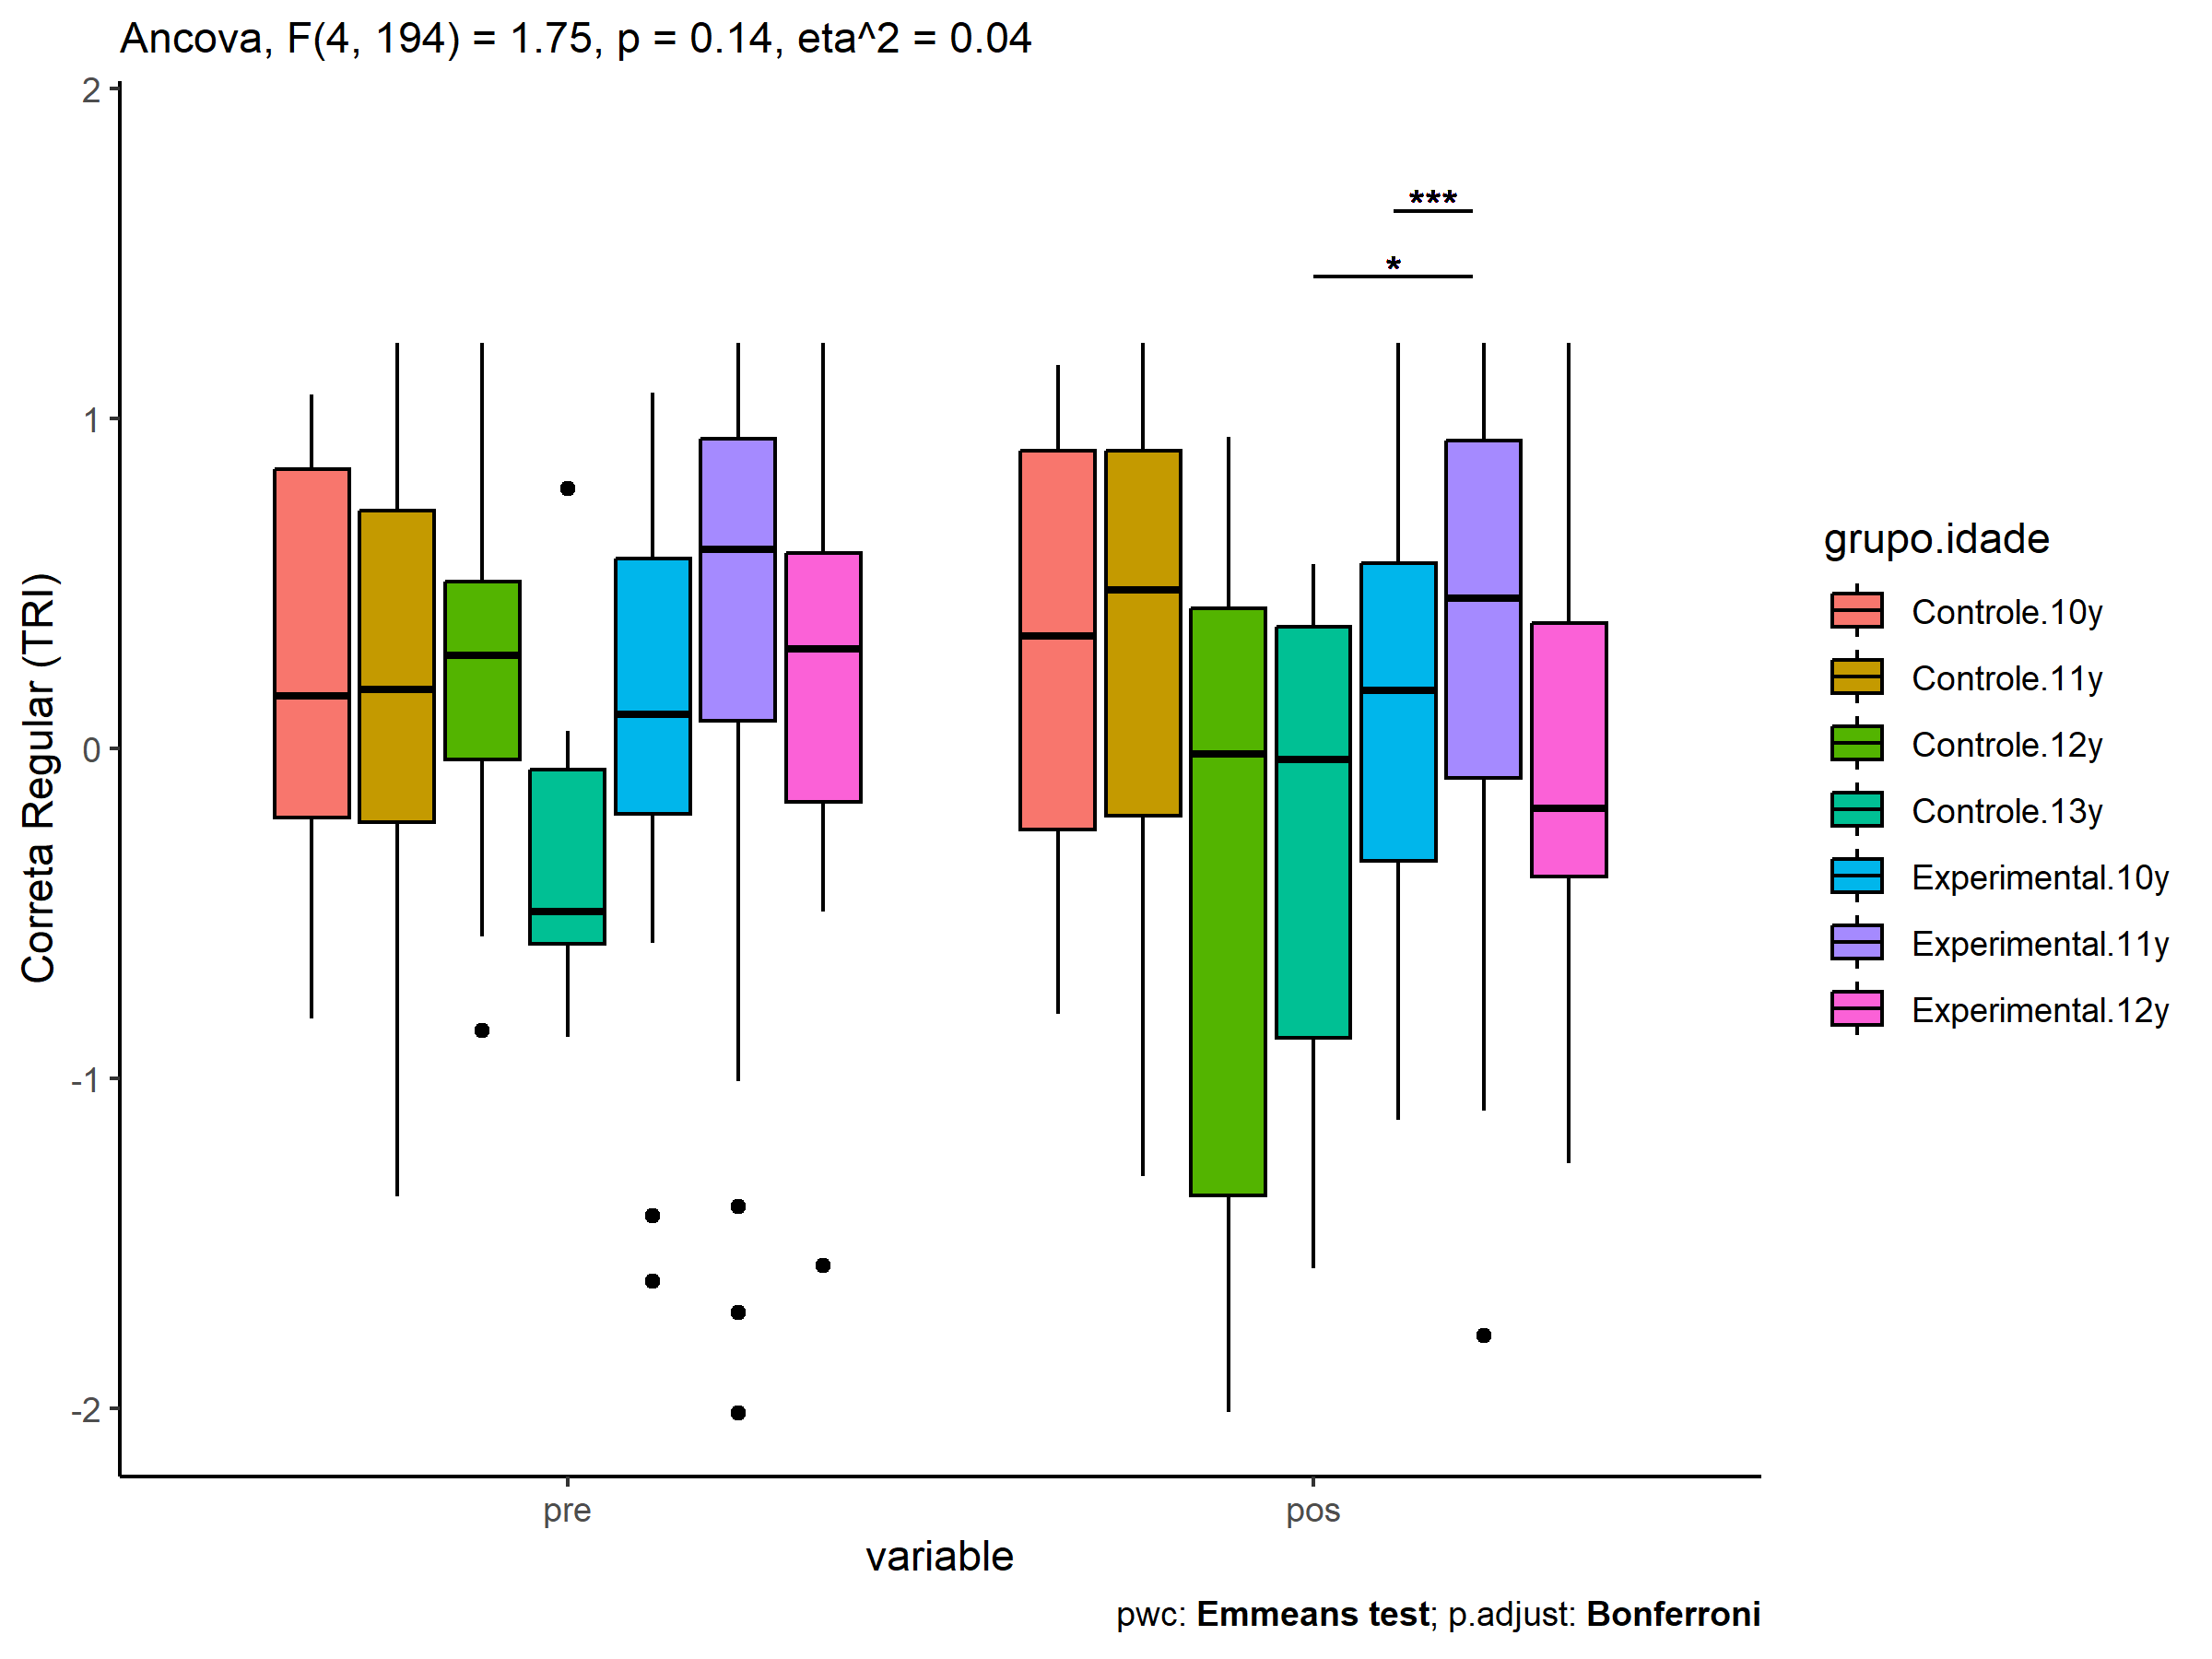 Ancova, F(4, 194) = 1.75, p = 0.14, eta^2 = 0.04
2
1
0
-1
-2
Correta Regular (TRI)
***
*
pre
pos
variable
grupo.idade
Controle.10y
Controle.11y
Controle.12y
Controle.13y
Experimental.10y
Experimental.11y
Experimental.12y
pwc: Emmeans test; p.adjust: Bonferroni